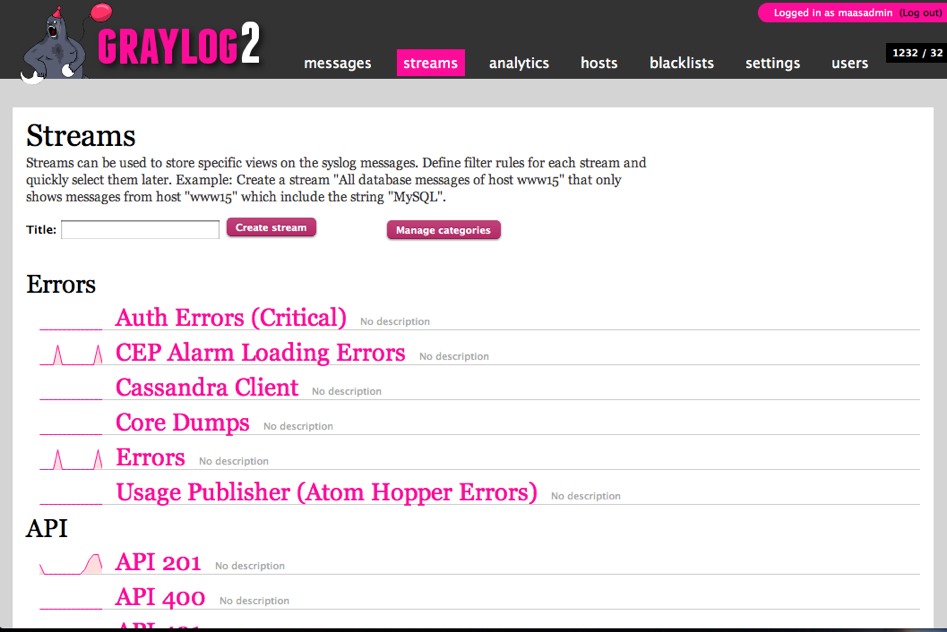 Logged in as maasadmin (Log out)
GRAYLOG2
messages streams analytics hosts blacklists settings users 1232 / 32
Streams
Streams can be used to store specific views on the syslog messages. Define filter rules for each stream and
quickly select them later. Example: Create a stream "All database messages of host www15" that only
shows messages from host "www15" which include the string "MySQL".
Title: Create stream Manage categories
Errors
Auth Errors (Critical) No description
CEP Alarm Loading Errors No description
Cassandra Client No description
Core Dumps No description
Errors No description
Usage Publisher (Atom Hopper Errors) No description
API
API 201 No description
API 400 No description